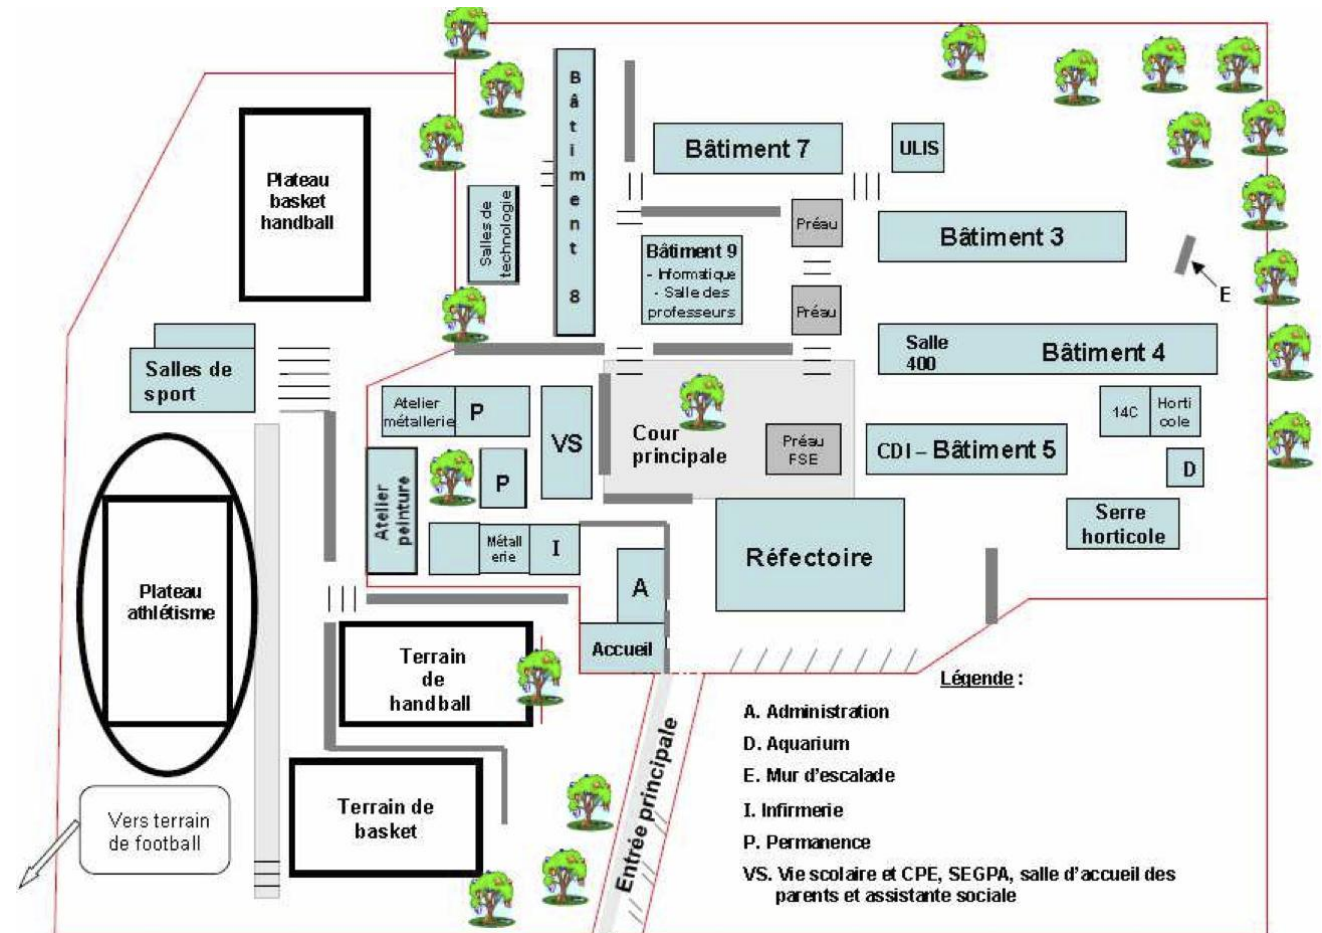 B
â
t
i
m
e
n
t
8
Bâtiment 7
ULIS
Plateau
basket
handball
Salles de
technologie
Préau
Bâtiment 3
Bâtiment 9
- Informatique
- Salle des
professeurs
E
Préau
Salle
400
Bâtiment 4
Salles de
sport
Atelier
métallerie
P
VS
Cour
principale
Préau
FSE
CDI – Bâtiment 5
14C
Horti
cole
D
Atelier
peinture
P
Métall
erie
I
Serre
horticole
Réfectoire
A
Plateau
athlétisme
Accueil
Terrain
de
handball
Entrée principale
Terrain de
basket
Vers terrain
de football
Légende :
A. Administration
D. Aquarium
E. Mur d'escalade
I. Infirmerie
P. Permanence
VS. Vie scolaire et CPE, SEGPA, salle d'accueil des
parents et assistante sociale